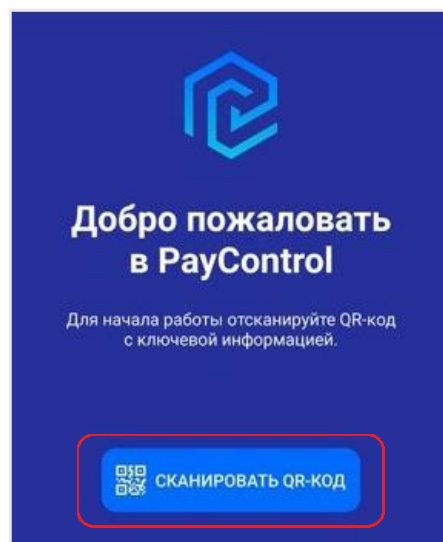 Добро пожаловать
в PayControl
Для начала работы отсканируйте QR-код
с ключевой информацией.
СКАНИРОВАТЬ QR-КОД